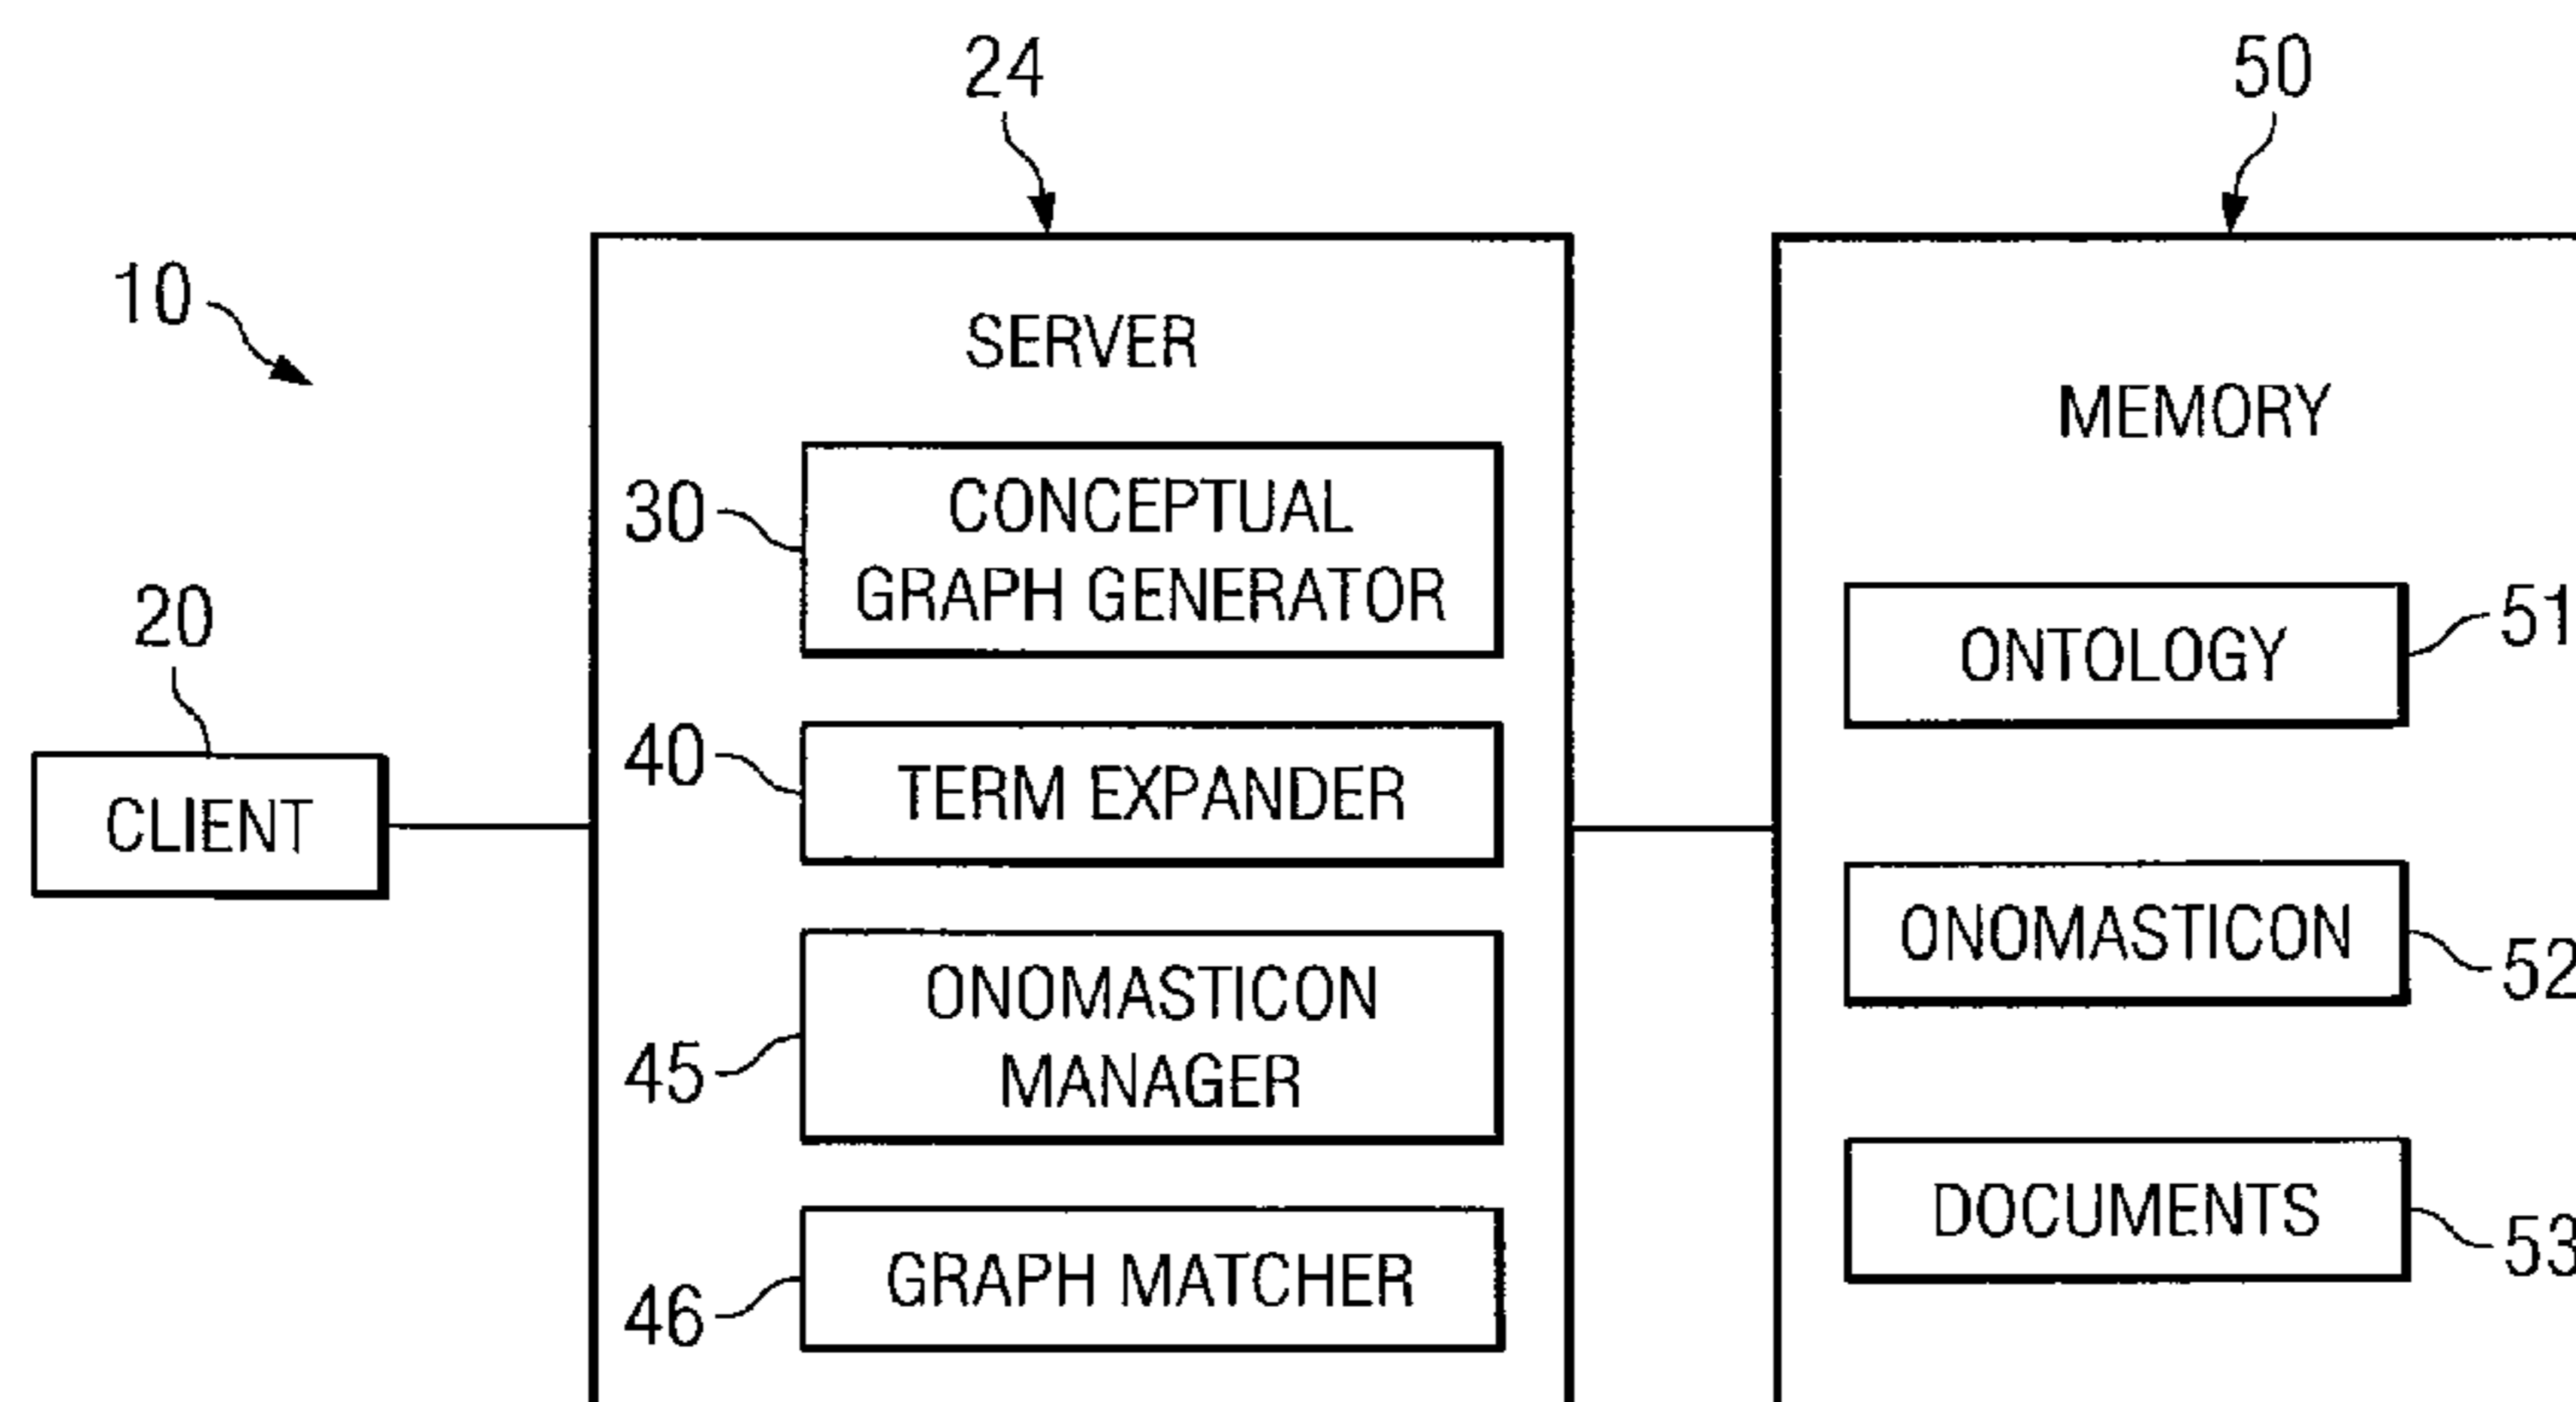 24
50
10
SERVER
MEMORY
30
CONCEPTUAL
GRAPH GENERATOR
20
51
ONTOLOGY
40
TERM EXPANDER
CLIENT
ONOMASTICON
52
45
ONOMASTICON
MANAGER
DOCUMENTS
53
46
GRAPH MATCHER